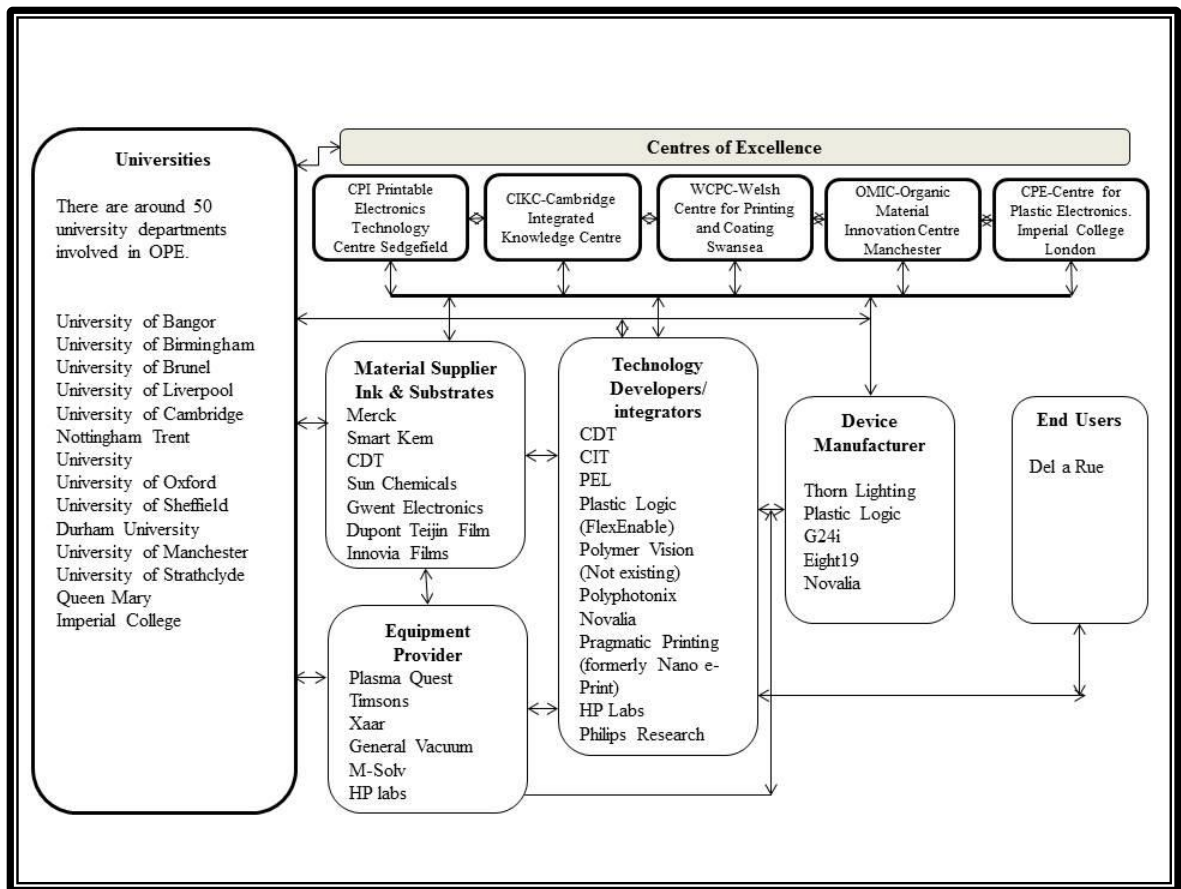 Universities
There are around 50
university departments
involved in OPE.
University of Bangor
University of Birmingham
University of Brunel
University of Liverpool
University of Cambridge
Nottingham Trent
University
University of Oxford
University of Sheffield
Durham University
University of Manchester
University of Strathclyde
Queen Mary
Imperial College
Centres of Excellence
CPI Printable
Electronics
Technology
Centre Sedgefield
CIKC-Cambridge
Integrated
Knowledge Centre
WCPC-Welsh
Centre for Printing
and Coating
Swansea
OMIC-Organic
Material
Innovation Centre
Manchester
CPE-Centre for
Plastic Electronics.
Imperial College
London
Material Supplier
Ink & Substrates
Merck
Smart Kem
CDT
Sun Chemicals
Gwent Electronics
Dupont Teijin Film
Innovia Films
Equipment
Provider
Plasma Quest
Timsons
Xaar
General Vacuum
M-Solv
HP labs
Technology
Developers/
integrators
CDT
CIT
PEL
Plastic Logic
(FlexEnable)
Polymer Vision
(Not existing)
Polyphotonix
Novalia
Pragmatic Printing
(formerly Nano e-
Print)
HP Labs
Philips Research
Device
Manufacturer
Thorn Lighting
Plastic Logic
G24i
Eight19
Novalia
End Users
Del a Rue